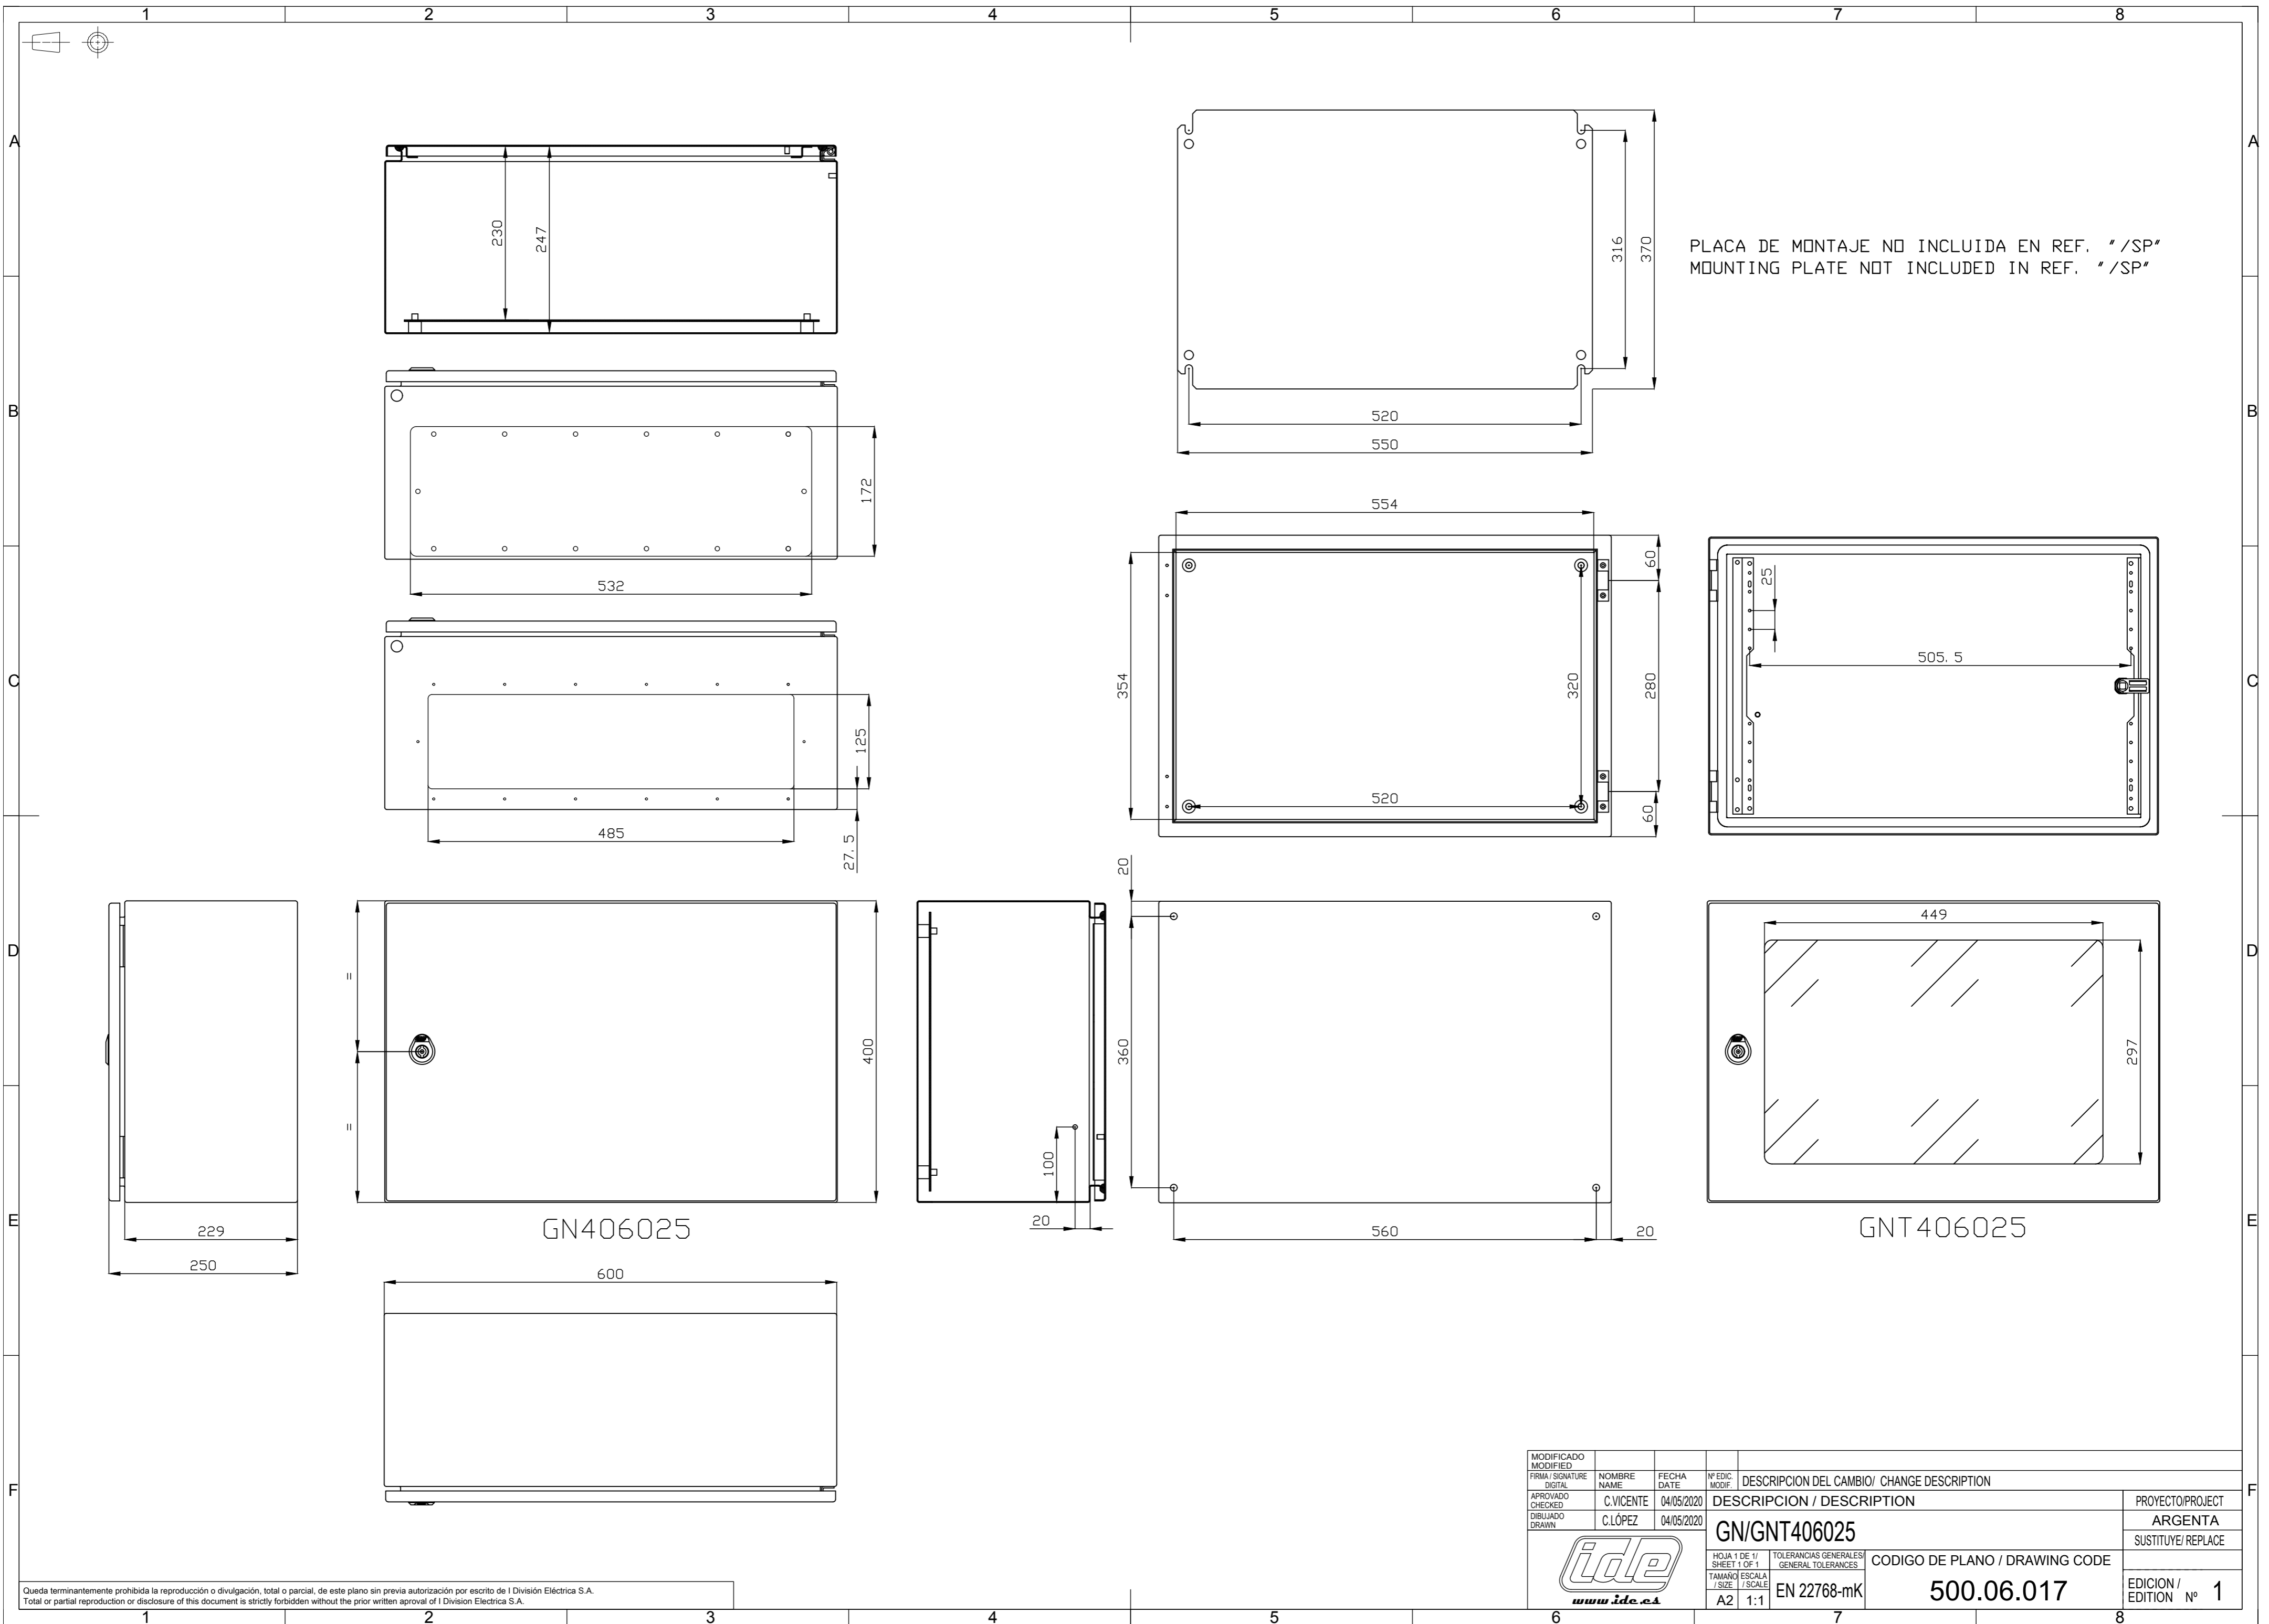 1 2 3 4 5 6 7 8
A A
B B
C C
D D
E E
F F
230
247
172
532
125
485
27.5
316
370
520
550
PLACA DE MONTAJE NO INCLUIDA EN REF. "/SP"
MOUNTING PLATE NOT INCLUDED IN REF. "/SP"
554
60
354
320
280
520
60
25
505.5
229
250
=
=
400
GN406025
600
100
20
20
360
560
20
449
297
GNT406025
MODIFICADO
MODIFIED
FIRMA / SIGNATURE
DIGITAL
NOMBRE
NAME
FECHA
DATE
Nº EDIC.
MODIF.
DESCRIPCION DEL CAMBIO/ CHANGE DESCRIPTION
APROVADO
CHECKED
C.VICENTE
04/05/2020
DESCRIPCION / DESCRIPTION
PROYECTO/PROJECT
DIBUJADO
DRAWN
C.LÓPEZ
04/05/2020
GN/GNT406025
ARGENTA
SUSTITUYE/ REPLACE
ide
www.ide.es
HOJA 1 DE 1/
SHEET 1 OF 1
TOLERANCIAS GENERALES/
GENERAL TOLERANCES
CODIGO DE PLANO / DRAWING CODE
TAMAÑO
/ SIZE
ESCALA
/ SCALE
A2
1:1
EN 22768-mK
500.06.017
EDICION /
EDITION Nº 1
Queda terminantemente prohibida la reproducción o divulgación, total o parcial, de este plano sin previa autorización por escrito de I División Eléctrica S.A.
Total or partial reproduction or disclosure of this document is strictly forbidden without the prior written aproval of I Division Electrica S.A.
1 2 3 4 5 6 7 8